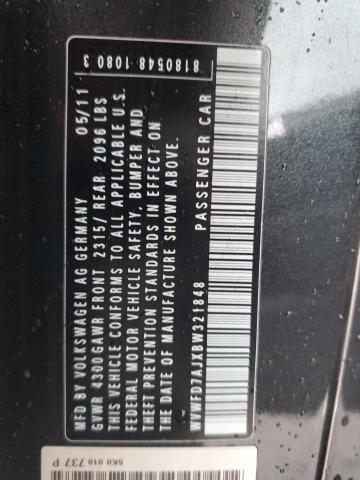 MFD BY VOLKSWAGEN AG GERMANY 05/11
GVWR 4300 GAWR FRONT 2315/ REAR 2096 LBS
THIS VEHICLE CONFORMS TO ALL APPLICABLE U.S.
FEDERAL MOTOR VEHICLE SAFETY, BUMPER AND
THEFT PREVENTION STANDARDS IN EFFECT ON
THE DATE OF MANUFACTURE SHOWN ABOVE.
WVWFD7AJXBW321848 PASSENGER CAR
8180548 1080 3
5K0 010 737 P